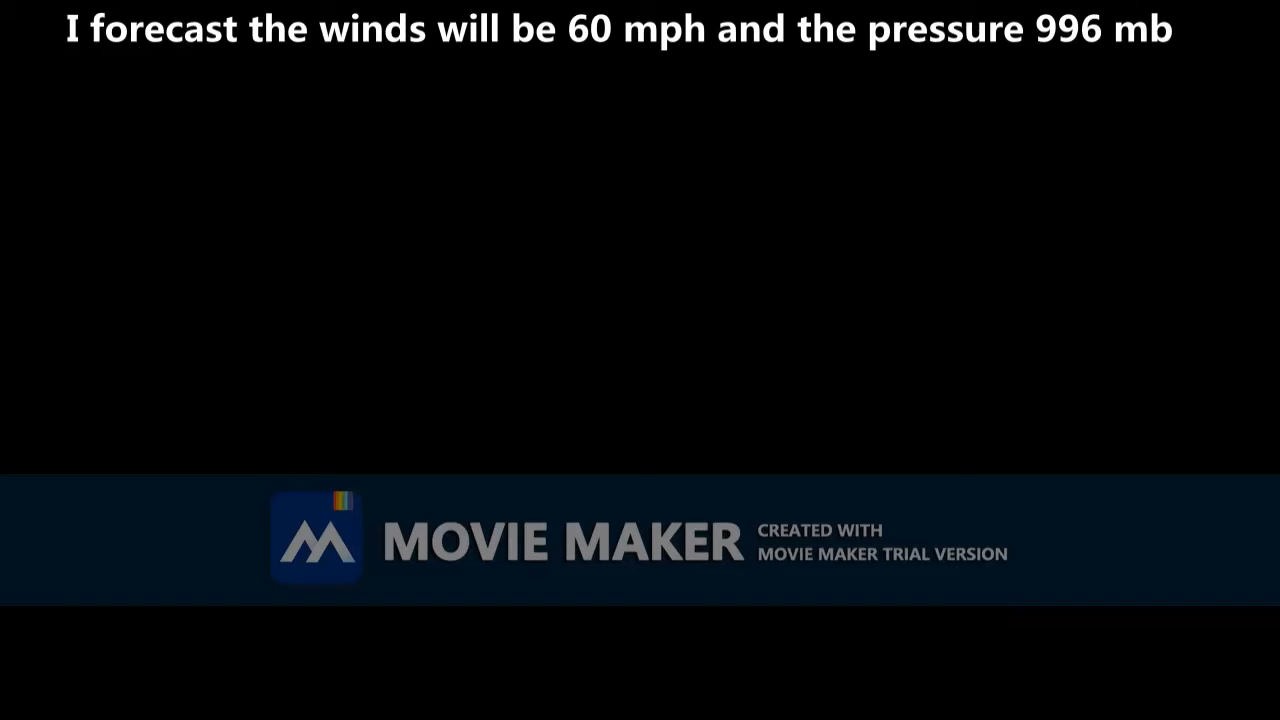 I forecast the winds will be 60 mph and the pressure 996 mb
MOVIE MAKER
CREATED WITH
MOVIE MAKER TRIAL VERSION